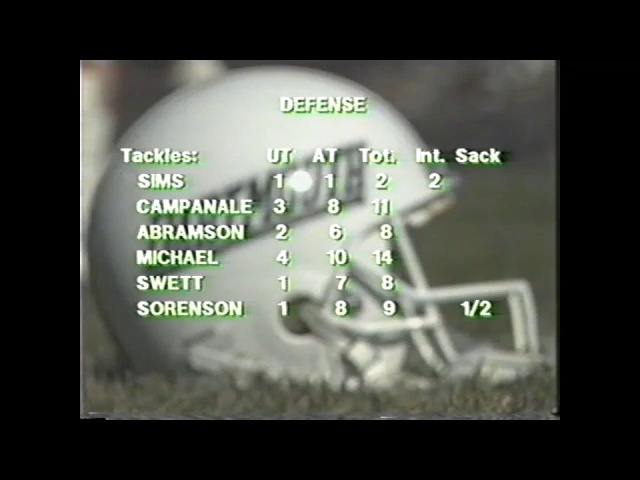 DEFENSE
Tackles: UT AT Tot. Int. Sack
SIMS 1 1 2 2
CAMPANALE 3 8 11
ABRAMSON 2 6 8
MICHAEL 4 10 14
SWETT 1 7 8
SORENSON 1 8 9 1/2